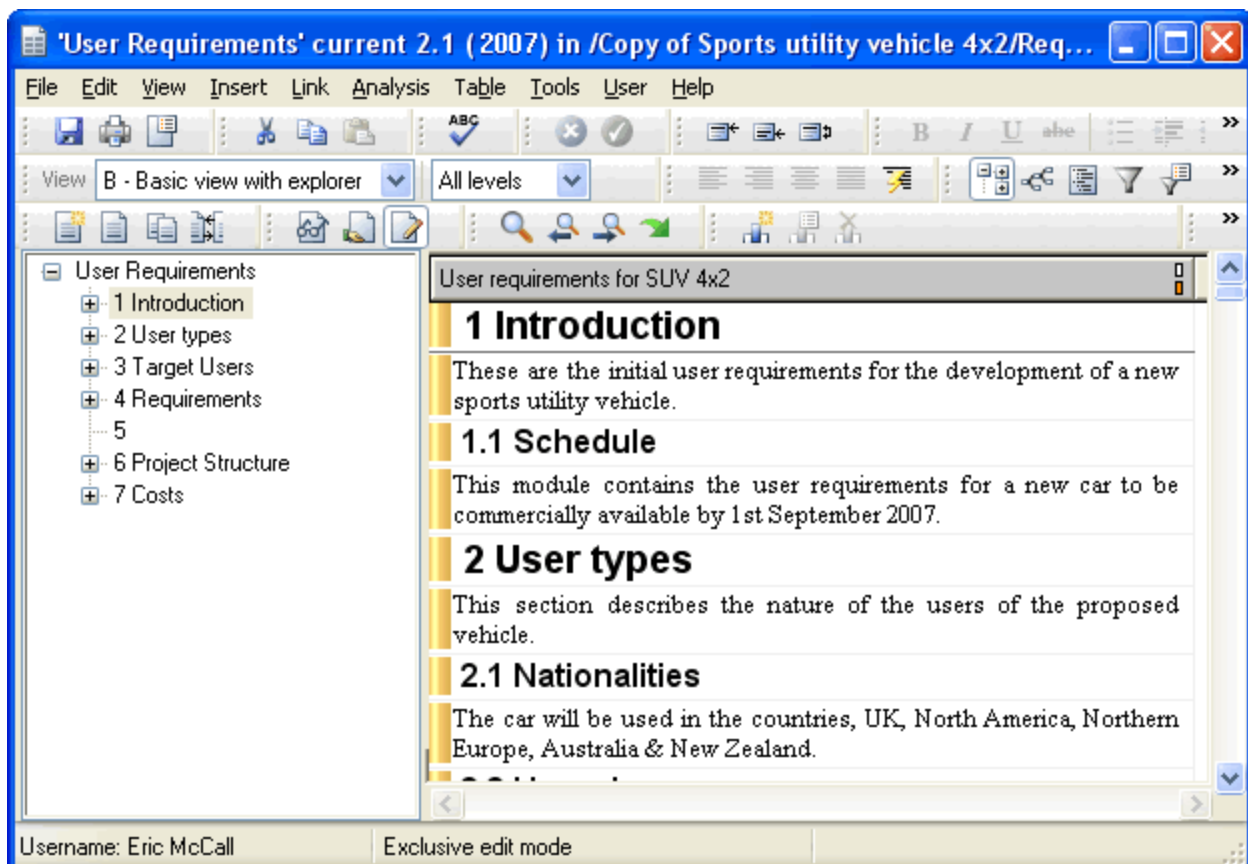 'User Requirements' current 2.1 (2007) in /Copy of Sports utility vehicle 4x2/Req...
File Edit View Insert Link Analysis Table Tools User Help
ABC
B I U abc
View B - Basic view with explorer All levels
User Requirements
1 Introduction
2 User types
3 Target Users
4 Requirements
5
6 Project Structure
7 Costs
User requirements for SUV 4x2
1 Introduction
These are the initial user requirements for the development of a new
sports utility vehicle.
1.1 Schedule
This module contains the user requirements for a new car to be
commercially available by 1st September 2007.
2 User types
This section describes the nature of the users of the proposed
vehicle.
2.1 Nationalities
The car will be used in the countries, UK, North America, Northern
Europe, Australia & New Zealand.
Username: Eric McCall Exclusive edit mode